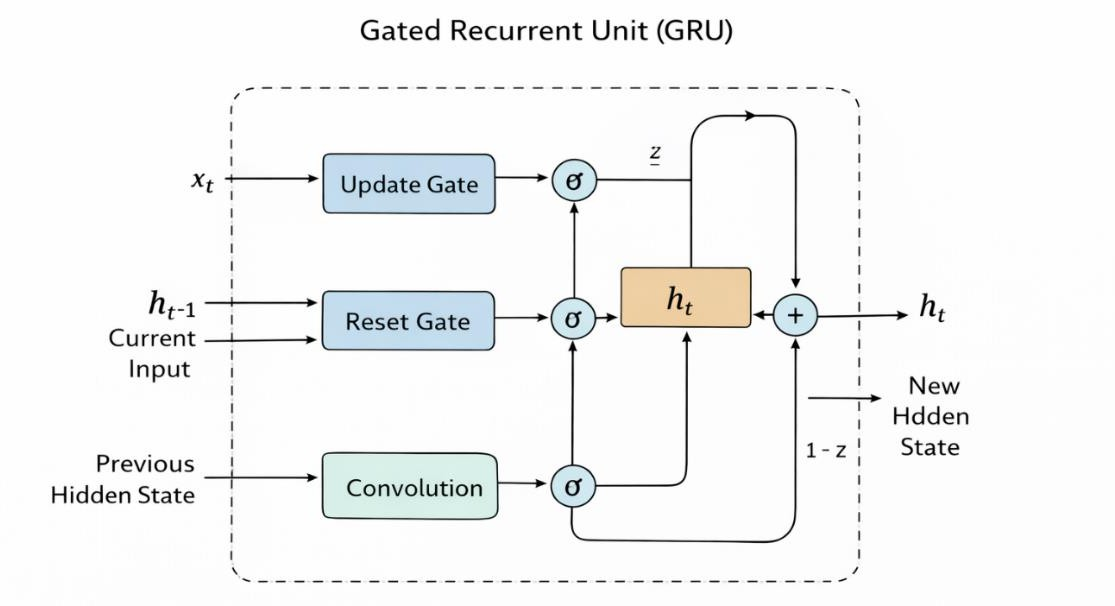 Gated Recurrent Unit (GRU)
z
x_t
Update Gate
σ
h_t-1
Current
Input
Reset Gate
σ
h_t
+
h_t
New
Hdden
State
1 - z
Previous
Hidden State
Convolution
σ